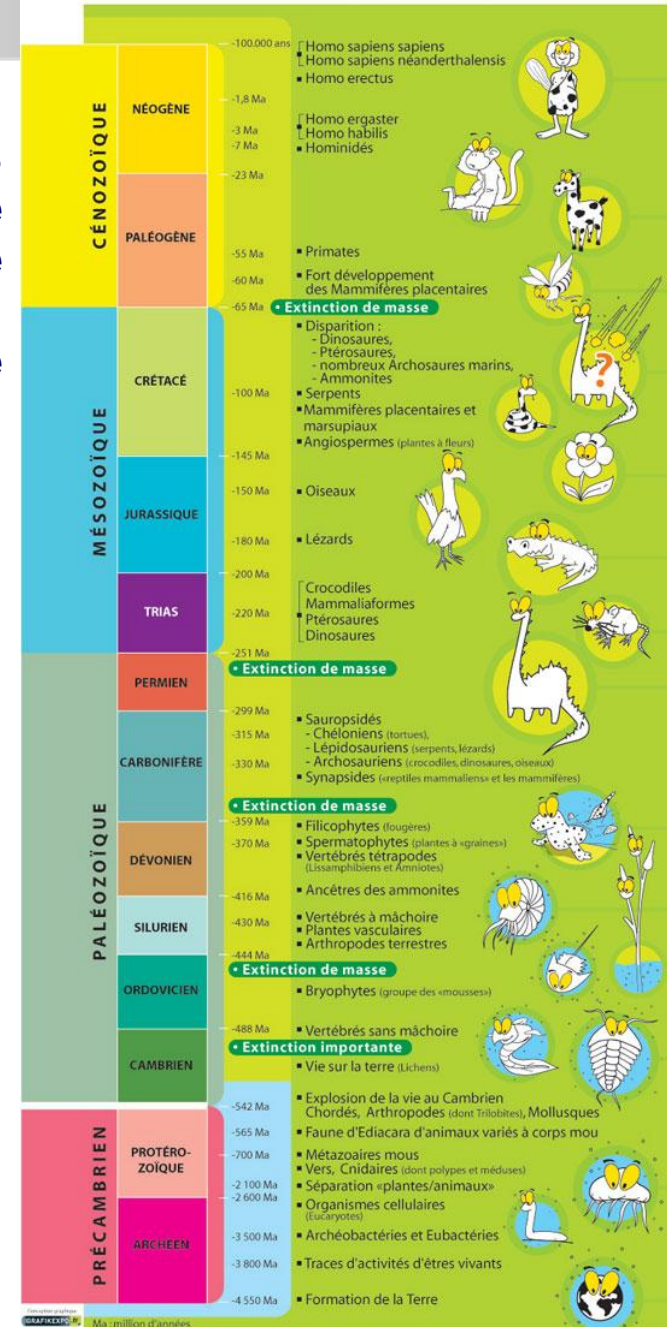 CÉNOZOÏQUE
NÉOGÈNE
PALÉOGÈNE
-100.000 ans
Homo sapiens sapiens
Homo sapiens néanderthalensis
▪ Homo erectus
-1,8 Ma
-3 Ma
Homo ergaster
Homo habilis
-7 Ma
▪ Hominidés
-23 Ma
-55 Ma
▪ Primates
-60 Ma
▪ Fort développement
des Mammifères placentaires
-65 Ma
• Extinction de masse
MÉSOZOÏQUE
CRÉTACÉ
JURASSIQUE
TRIAS
▪ Disparition :
- Dinosaures,
- Ptérosaures,
- nombreux Archosaures marins,
- Ammonites
?
-100 Ma
▪ Serpents
▪ Mammifères placentaires et
marsupiaux
▪ Angiospermes (plantes à fleurs)
-145 Ma
-150 Ma
▪ Oiseaux
-180 Ma
▪ Lézards
-200 Ma
-220 Ma
Crocodiles
Mammaliaformes
Ptérosaures
Dinosaures
-251 Ma
• Extinction de masse
PALÉOZOÏQUE
PERMIEN
CARBONIFÈRE
DÉVONIEN
SILURIEN
ORDOVICIEN
CAMBRIEN
-299 Ma
-315 Ma
-330 Ma
▪ Sauropsidés
- Chéloniens (tortues),
- Lépidosauriens (serpents, lézards)
- Archosauriens (crocodiles, dinosaures, oiseaux)
▪ Synapsides («reptiles mammaliens» et les mammifères)
• Extinction de masse
-359 Ma
▪ Filicophytes (fougères)
-370 Ma
▪ Spermatophytes (plantes à «graines»)
▪ Vertébrés tétrapodes
(Lissamphibiens et Amniotes)
▪ Ancêtres des ammonites
-416 Ma
-430 Ma
▪ Vertébrés à mâchoire
▪ Plantes vasculaires
▪ Arthropodes terrestres
-444 Ma
• Extinction de masse
▪ Bryophytes (groupe des «mousses»)
-488 Ma
▪ Vertébrés sans mâchoire
• Extinction importante
▪ Vie sur la terre (Lichens)
-542 Ma
▪ Explosion de la vie au Cambrien
Chordés, Arthropodes (dont Trilobites), Mollusques
PRÉCAMBRIEN
PROTÉRO-
ZOÏQUE
ARCHÉEN
-565 Ma
▪ Faune d'Ediacara d'animaux variés à corps mou
-700 Ma
▪ Métazoaires mous
▪ Vers, Cnidaires (dont polypes et méduses)
-2 100 Ma
▪ Séparation «plantes/animaux»
-2 600 Ma
▪ Organismes cellulaires
(Eucaryotes)
-3 500 Ma
▪ Archéobactéries et Eubactéries
-3 800 Ma
▪ Traces d'activités d'êtres vivants
-4 550 Ma
▪ Formation de la Terre
Ma : million d'années
GRAFIKEXPO.fr